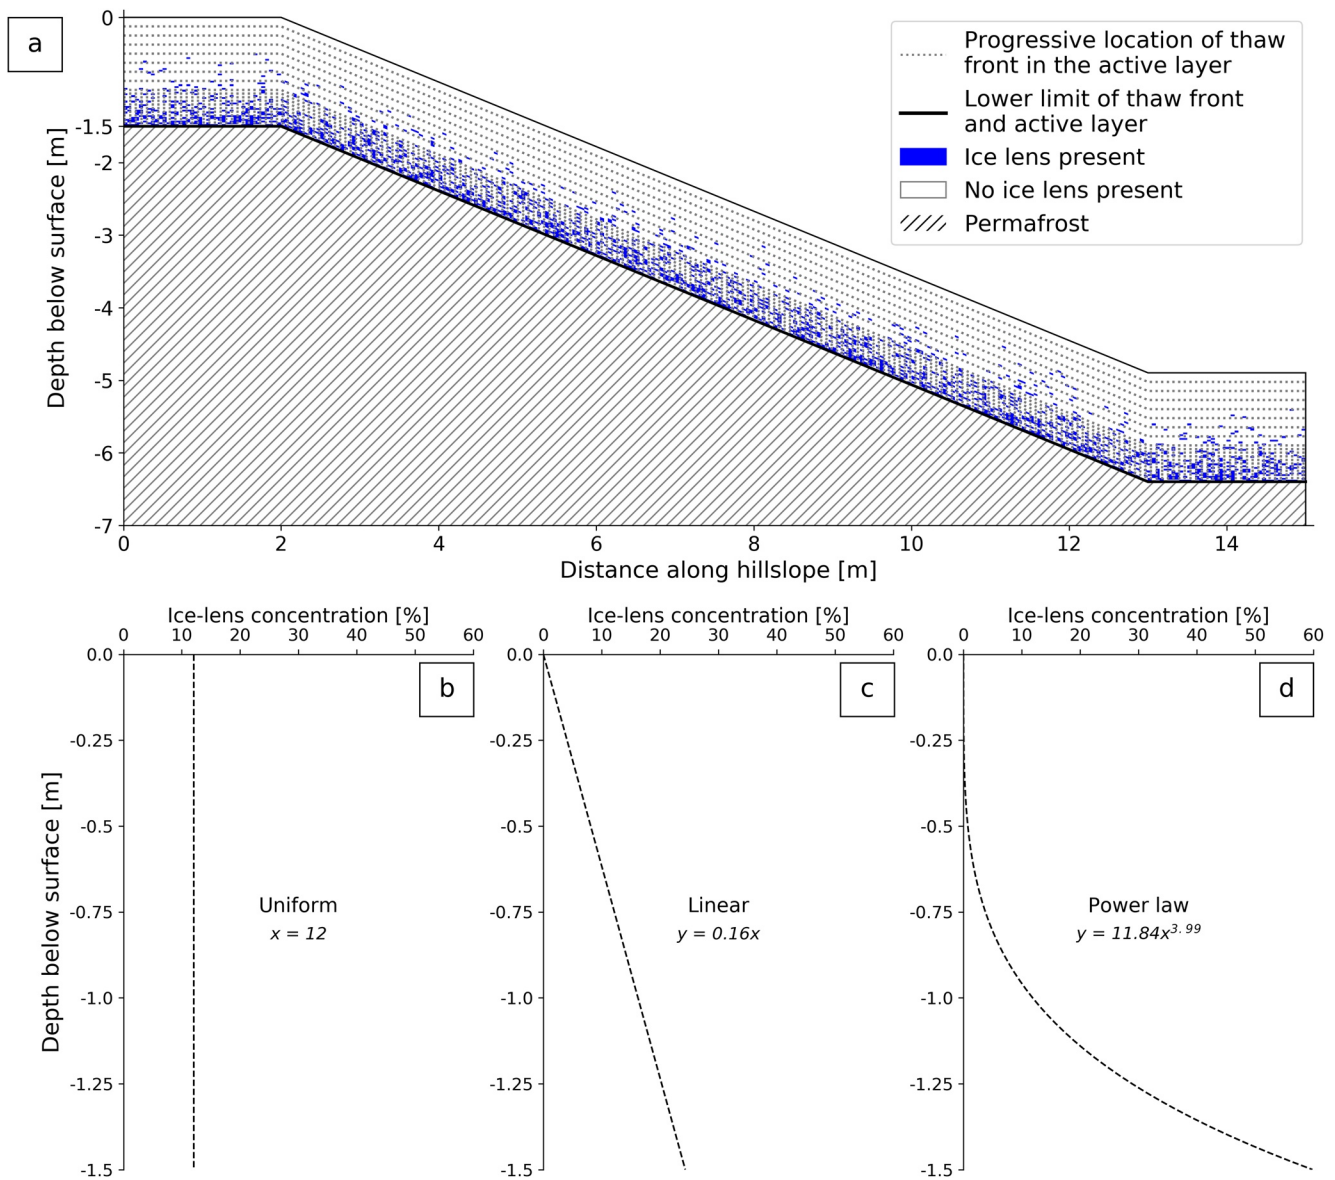 a
0
-1.5
-2
-3
-4
-5
-6
-7
Depth below surface [m]
0 2 4 6 8 10 12 14
Distance along hillslope [m]
Progressive location of thaw
front in the active layer
Lower limit of thaw front
and active layer
Ice lens present
No ice lens present
Permafrost
Ice-lens concentration [%]
0 10 20 30 40 50 60
b
0.0
-0.25
-0.5
-0.75
-1.0
-1.25
-1.5
Depth below surface [m]
Uniform
x = 12
Ice-lens concentration [%]
0 10 20 30 40 50 60
c
0.0
-0.25
-0.5
-0.75
-1.0
-1.25
-1.5
Linear
y = 0.16x
Ice-lens concentration [%]
0 10 20 30 40 50 60
d
0.0
-0.25
-0.5
-0.75
-1.0
-1.25
-1.5
Power law
y = 11.84x^3.99